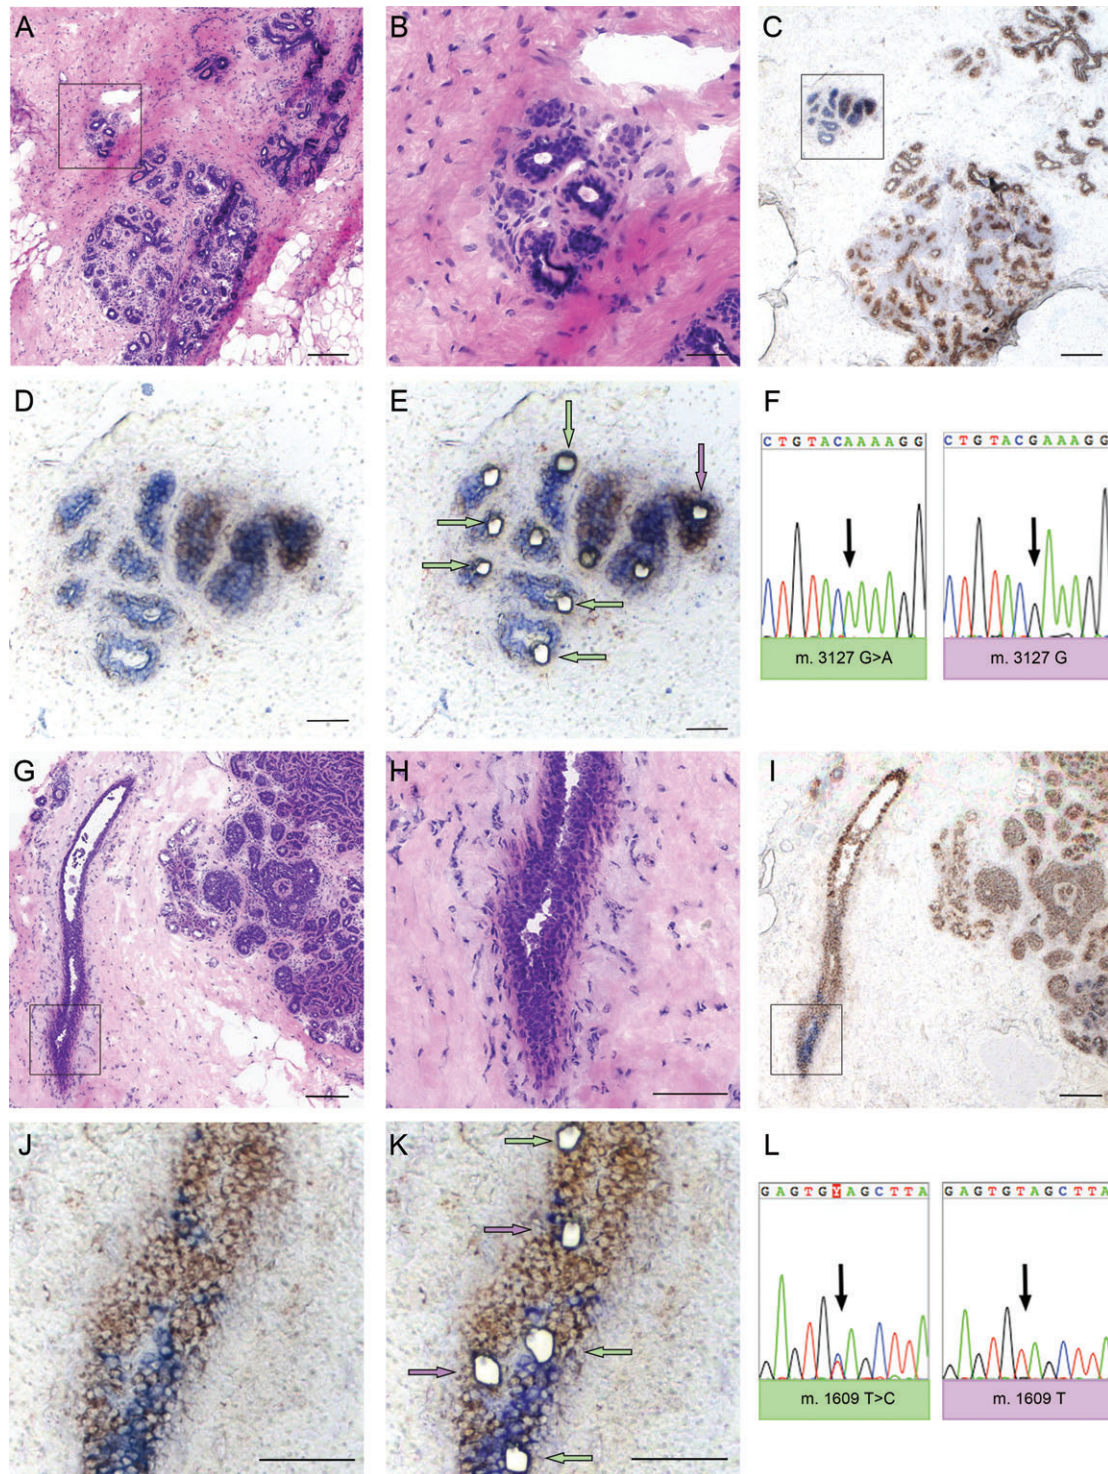 A
B
C
D
E
F
CTGTACAAAAGG
CTGTACGAAAGG
m. 3127 G>A
m. 3127 G
G
H
I
J
K
L
GAGTGYAGCTTA
GAGTGTAGCTTA
m. 1609 T>C
m. 1609 T